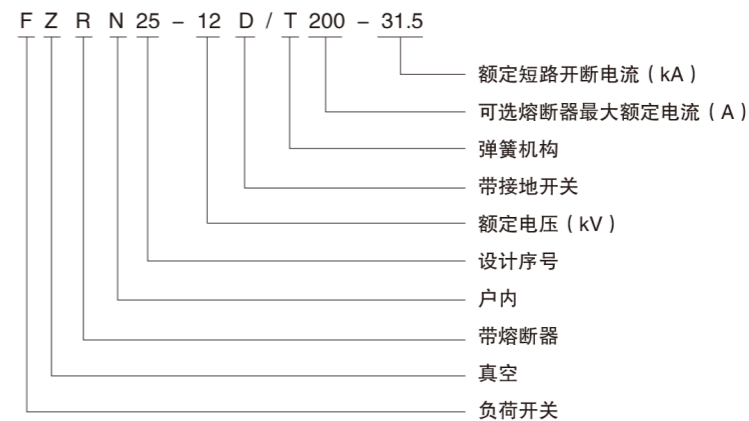 F Z R N 25 – 12 D / T 200 – 31.5
额定短路开断电流（kA）
可选熔断器最大额定电流（A）
弹簧机构
带接地开关
额定电压（kV）
设计序号
户内
带熔断器
真空
负荷开关